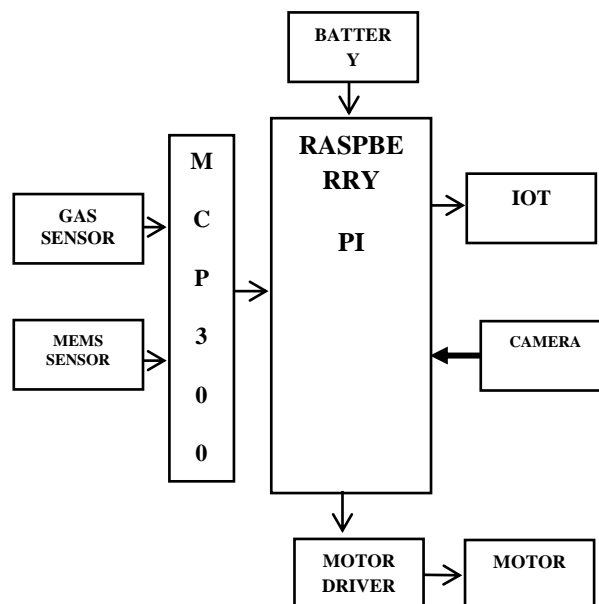 BATTER
Y
RASPBE
RRY
PI
M
C
P
3
0
0
GAS
SENSOR
MEMS
SENSOR
IOT
CAMERA
MOTOR
DRIVER
MOTOR